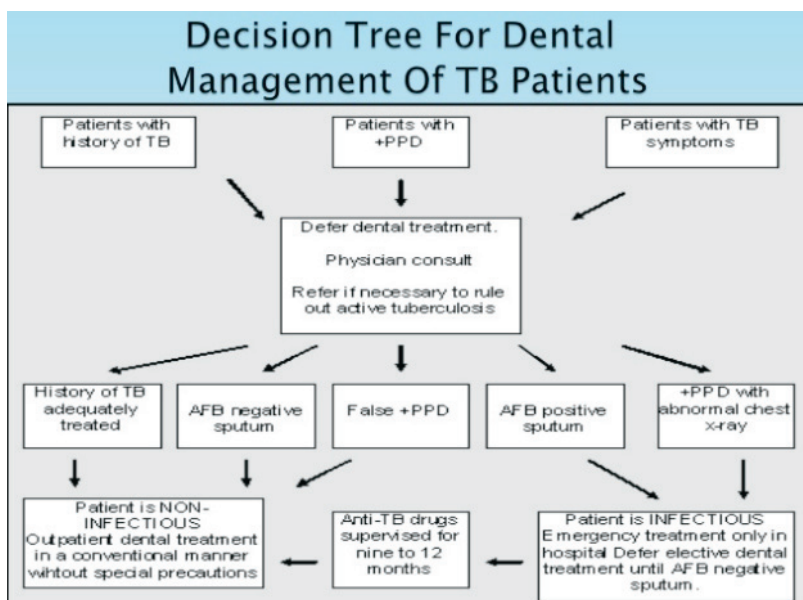 Decision Tree For Dental
Management Of TB Patients
Patients with
history of TB
Patients with
+PPD
Patients with TB
symptoms
Defer dental treatment.
Physician consult
Refer if necessary to rule
out active tuberculosis
History of TB
adequately
treated
AFB negative
sputum
False +PPD
AFB positive
sputum
+PPD with
abnormal chest
x-ray
Patient is NON-
INFECTIOUS
Outpatient dental treatment
in a conventional manner
wihtout special precautions
Anti-TB drugs
supervised for
nine to 12
months
Patient is INFECTIOUS
Emergency treatment only in
hospital Defer elective dental
treatment until AFB negative
sputum.